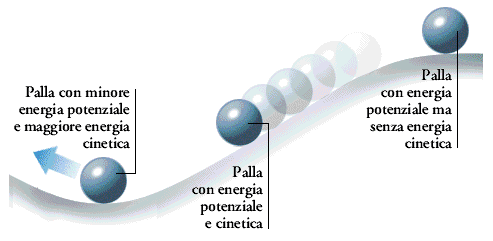 Palla con minore
energia potenziale
e maggiore energia
cinetica
Palla
con energia
potenziale
e cinetica
Palla
con energia
potenziale ma
senza energia
cinetica